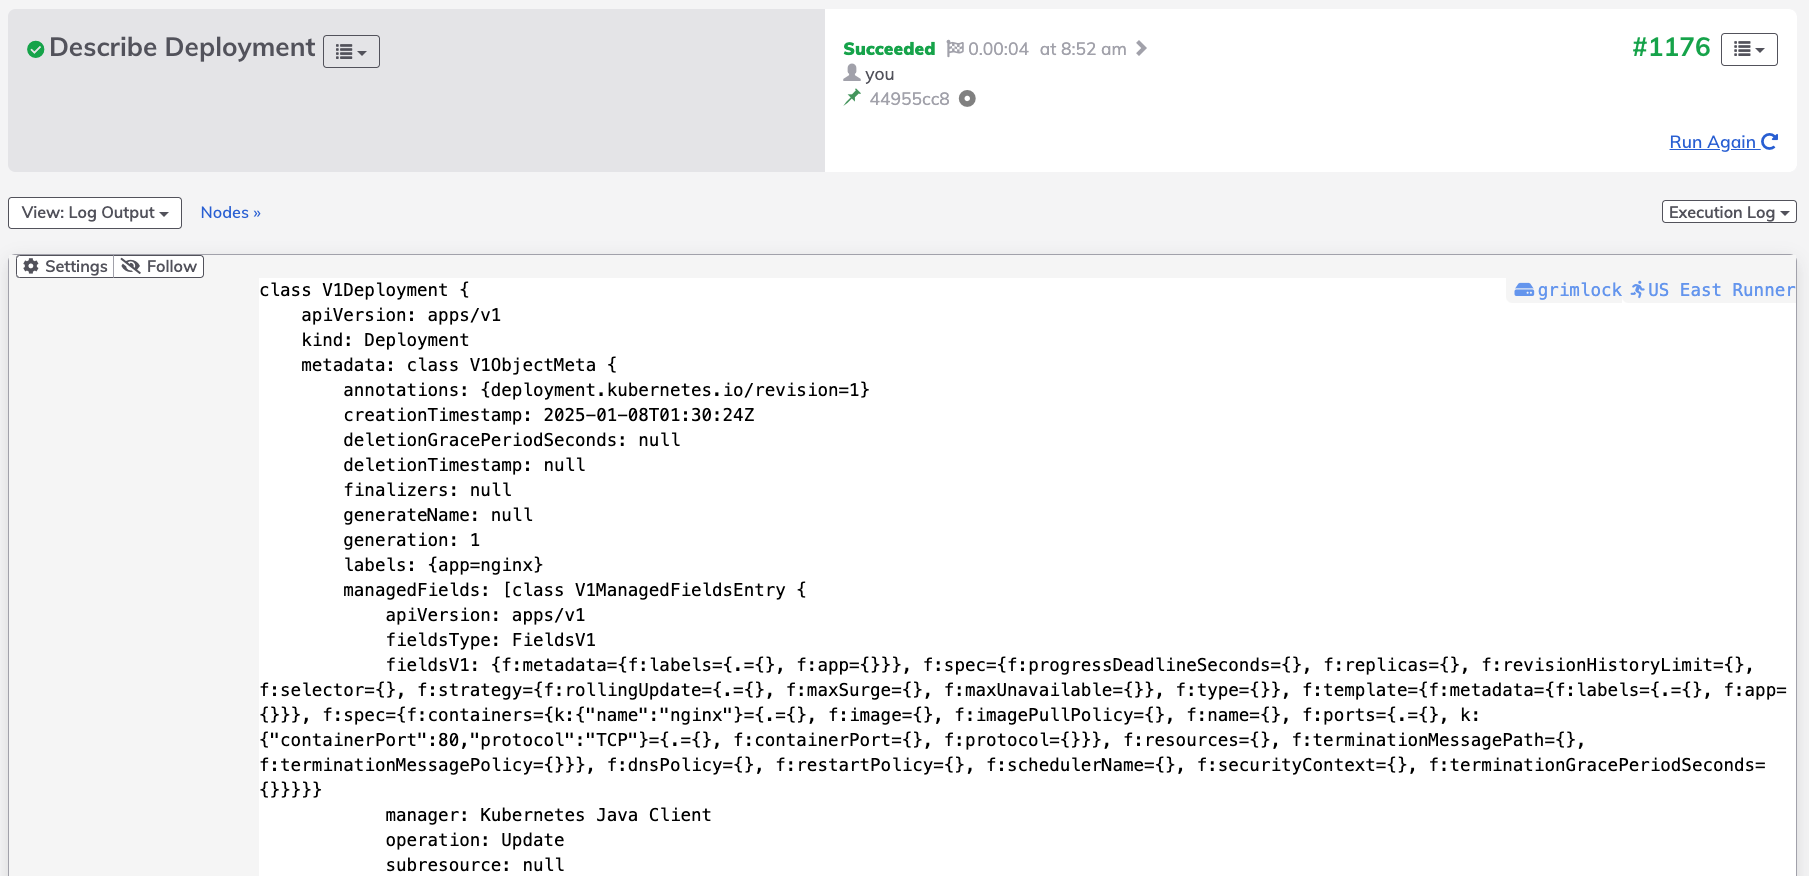 Describe Deployment
Succeeded 0.00:04 at 8:52 am
#1176
you
44955cc8
Run Again
View: Log Output
Nodes »
Execution Log
Settings
Follow
grimlock US East Runner
class V1Deployment {
    apiVersion: apps/v1
    kind: Deployment
    metadata: class V1ObjectMeta {
        annotations: {deployment.kubernetes.io/revision=1}
        creationTimestamp: 2025-01-08T01:30:24Z
        deletionGracePeriodSeconds: null
        deletionTimestamp: null
        finalizers: null
        generateName: null
        generation: 1
        labels: {app=nginx}
        managedFields: [class V1ManagedFieldsEntry {
            apiVersion: apps/v1
            fieldsType: FieldsV1
            fieldsV1: {f:metadata={f:labels={.={}, f:app={}}}, f:spec={f:progressDeadlineSeconds={}, f:replicas={}, f:revisionHistoryLimit={},
f:selector={}, f:strategy={f:rollingUpdate={.={}, f:maxSurge={}, f:maxUnavailable={}}, f:type={}}, f:template={f:metadata={f:labels={.={}, f:app=
{}}}, f:spec={f:containers={k:{"name":"nginx"}={.={}, f:image={}, f:imagePullPolicy={}, f:name={}, f:ports={.={}, k:
{"containerPort":80,"protocol":"TCP"}={.={}, f:containerPort={}, f:protocol={}}}, f:resources={}, f:terminationMessagePath={},
f:terminationMessagePolicy={}}}, f:dnsPolicy={}, f:restartPolicy={}, f:schedulerName={}, f:securityContext={}, f:terminationGracePeriodSeconds=
{}}}}}
            manager: Kubernetes Java Client
            operation: Update
            subresource: null